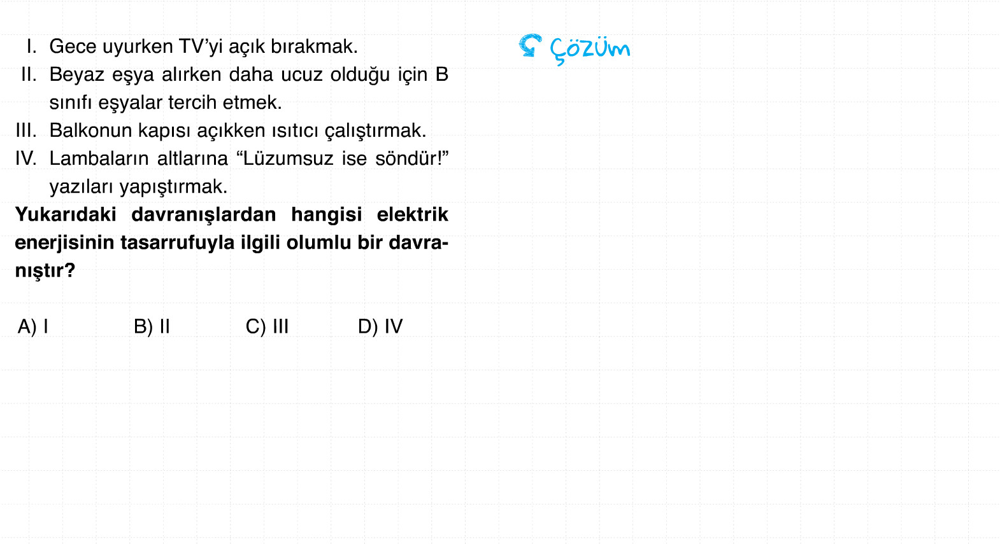 I. Gece uyurken TV’yi açık bırakmak.
II. Beyaz eşya alırken daha ucuz olduğu için B
sınıfı eşyalar tercih etmek.
III. Balkonun kapısı açıkken ısıtıcı çalıştırmak.
IV. Lambaların altlarına “Lüzumsuz ise söndür!”
yazıları yapıştırmak.
Yukarıdaki davranışlardan hangisi elektrik
enerjisinin tasarrufuyla ilgili olumlu bir davra-
nıştır?
A) I B) II C) III D) IV
Çözüm